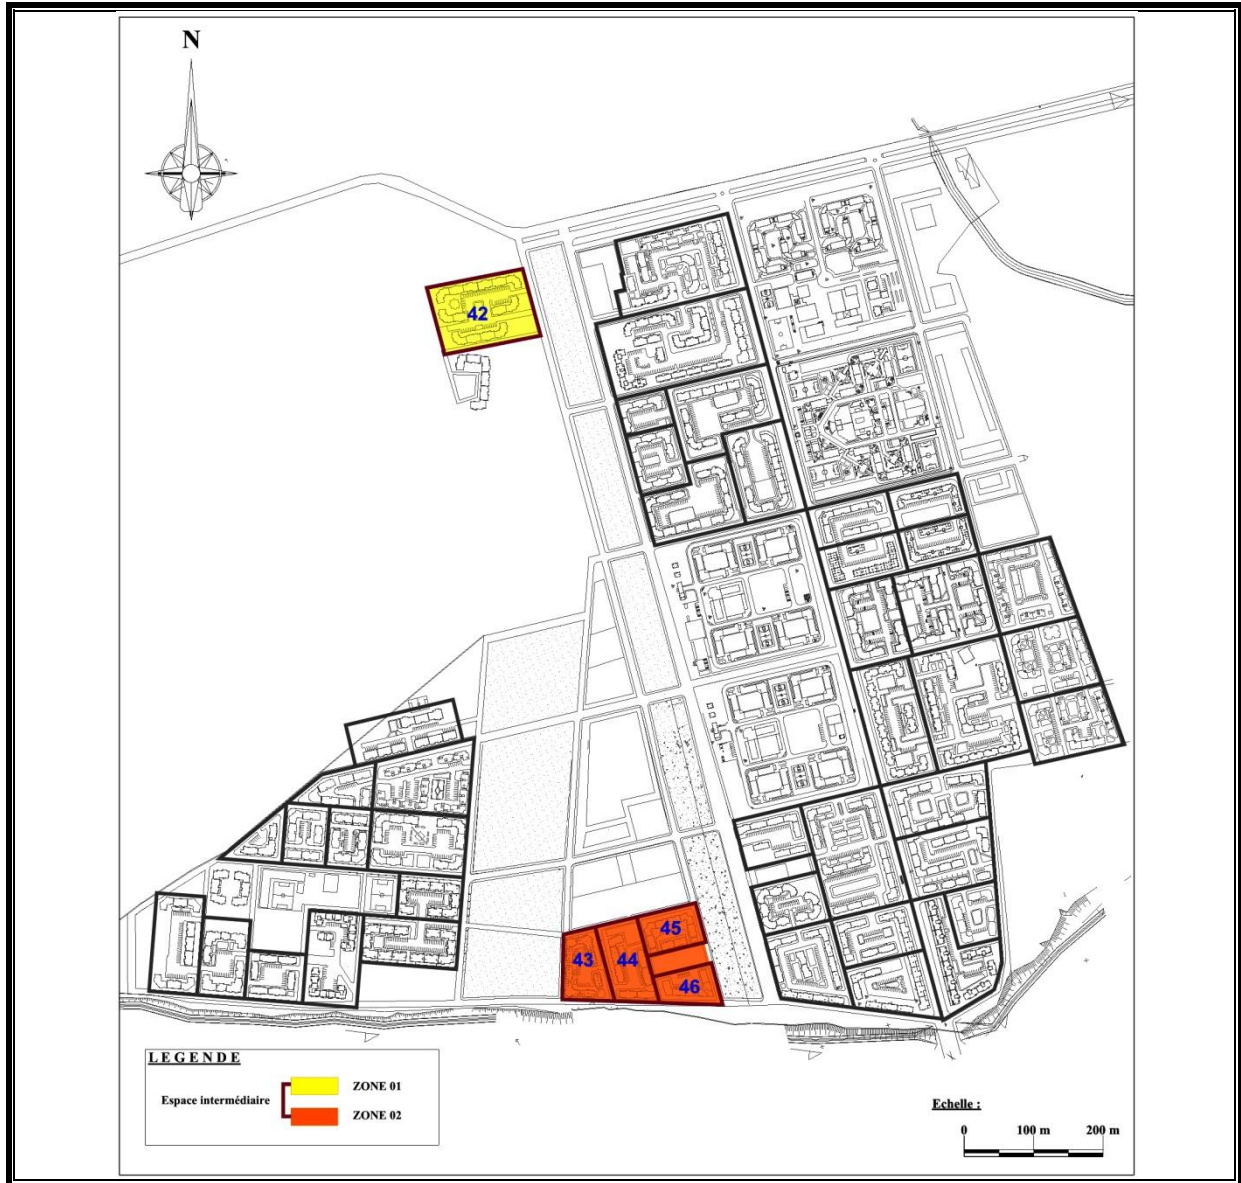 N
42
45
43
44
46
LEGENDE
Espace intermédiaire
ZONE 01
ZONE 02
Echelle :
0 100 m 200 m